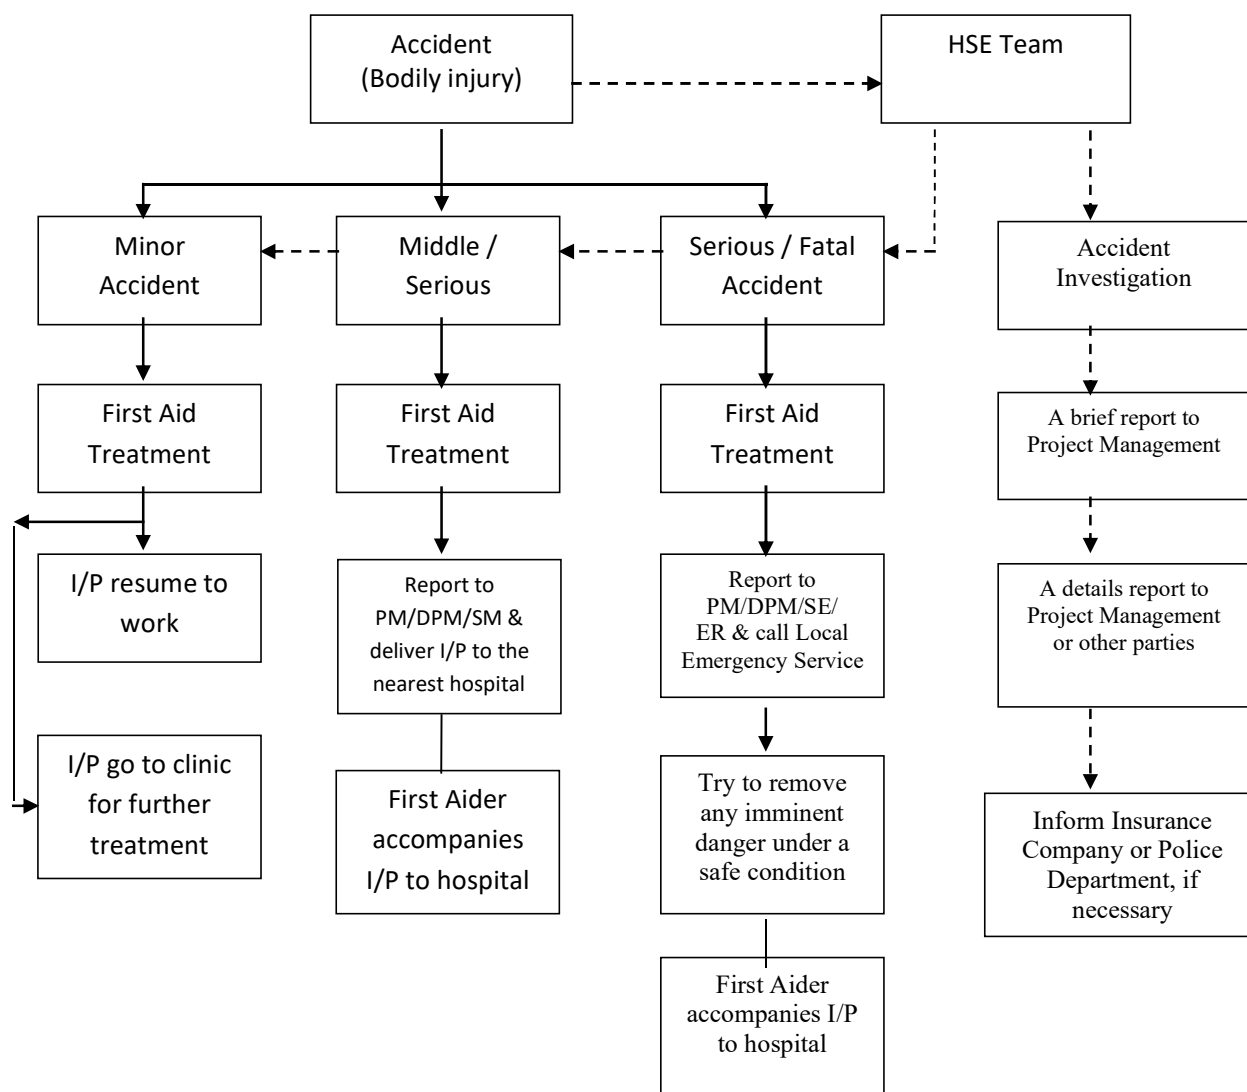 Accident
(Bodily injury)
HSE Team
Minor
Accident
Middle /
Serious
Serious / Fatal
Accident
Accident
Investigation
First Aid
Treatment
First Aid
Treatment
First Aid
Treatment
A brief report to
Project Management
I/P resume to
work
Report to
PM/DPM/SM &
deliver I/P to the
nearest hospital
Report to
PM/DPM/SE/
ER & call Local
Emergency Service
A details report to
Project Management
or other parties
I/P go to clinic
for further
treatment
First Aider
accompanies
I/P to hospital
Try to remove
any imminent
danger under a
safe condition
Inform Insurance
Company or Police
Department, if
necessary
First Aider
accompanies I/P
to hospital